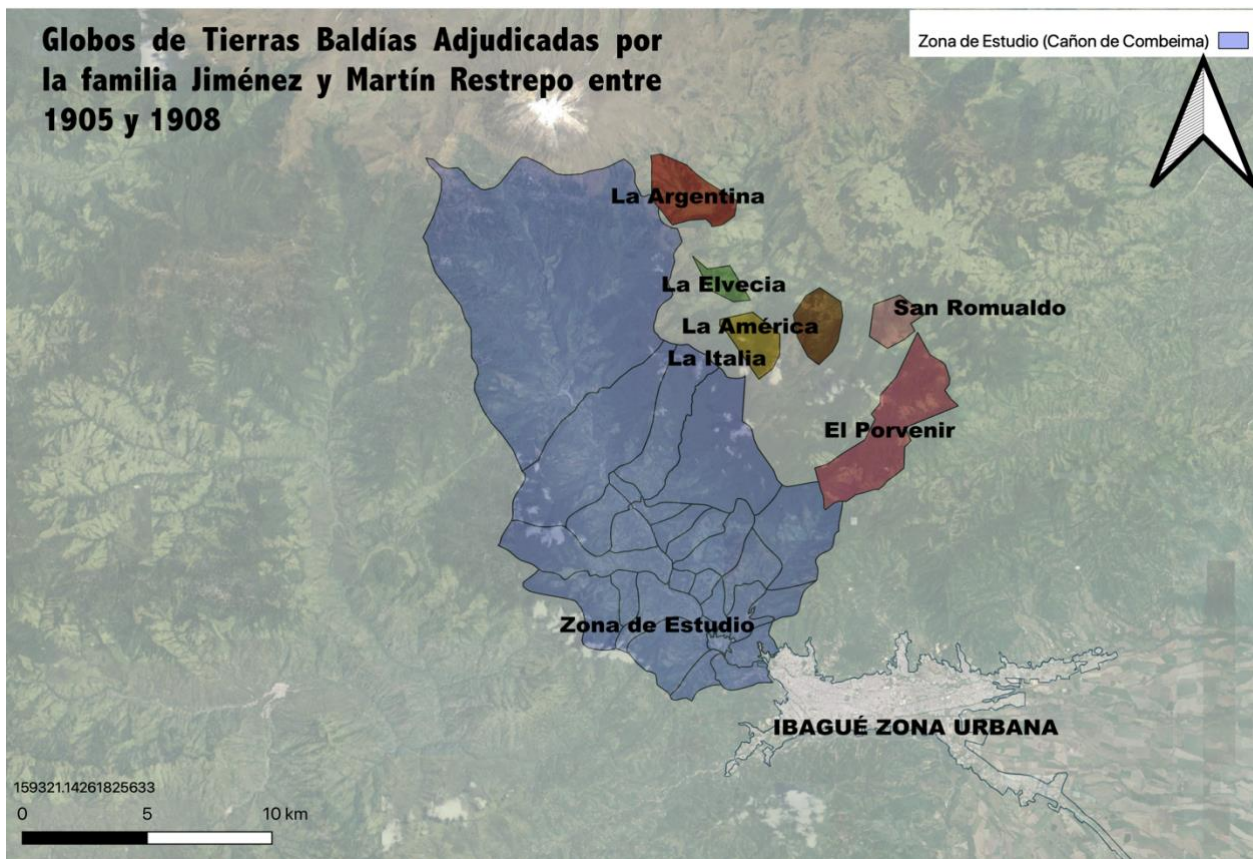 Globos de Tierras Baldías Adjudicadas por
la familia Jiménez y Martín Restrepo entre
1905 y 1908
Zona de Estudio (Cañon de Combeima)
La Argentina
La Elvecia
San Romualdo
La América
La Italia
El Porvenir
Zona de Estudio
IBAGUÉ ZONA URBANA
159321.14261825633
0 5 10 km